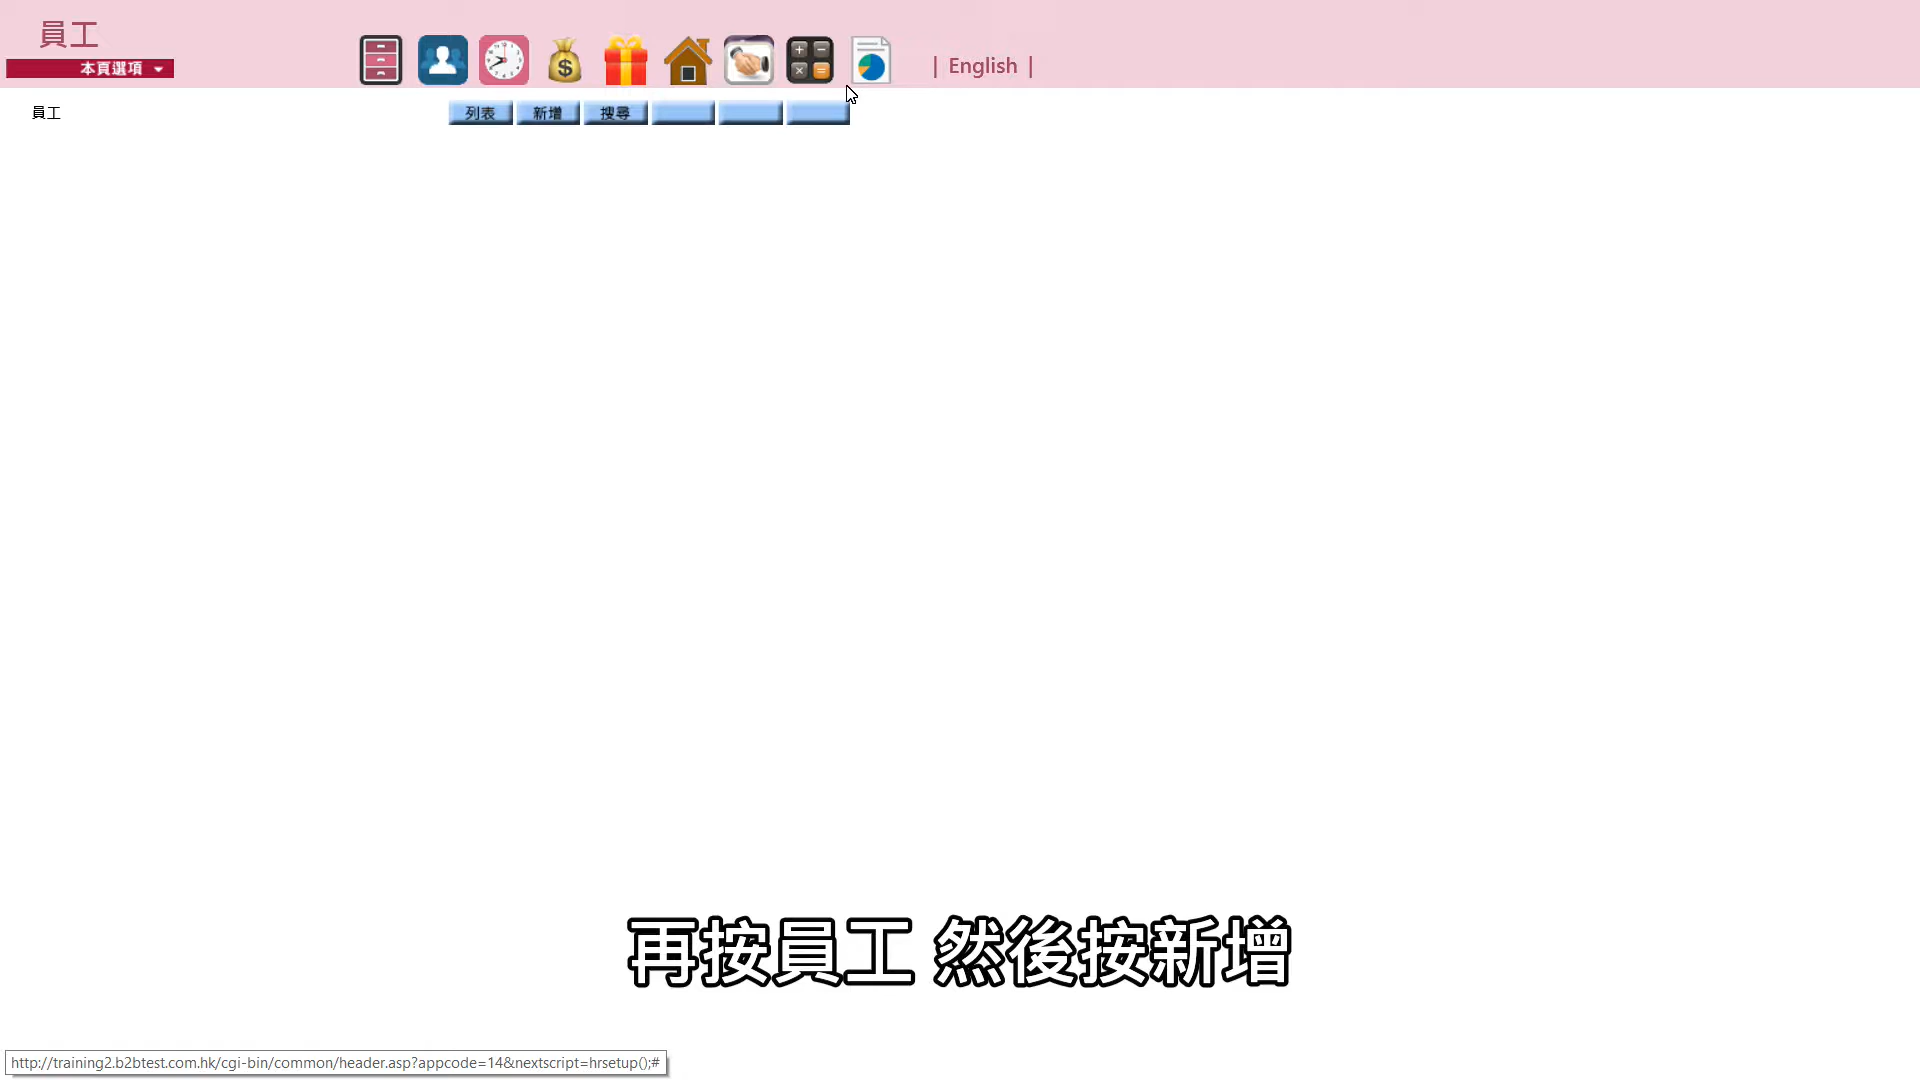 員工
本頁選項
| English |
員工
列表 新增 搜尋
再按員工 然後按新增
http://training2.b2btest.com.hk/cgi-bin/common/header.asp?appcode=14&nextscript=hrsetup();#